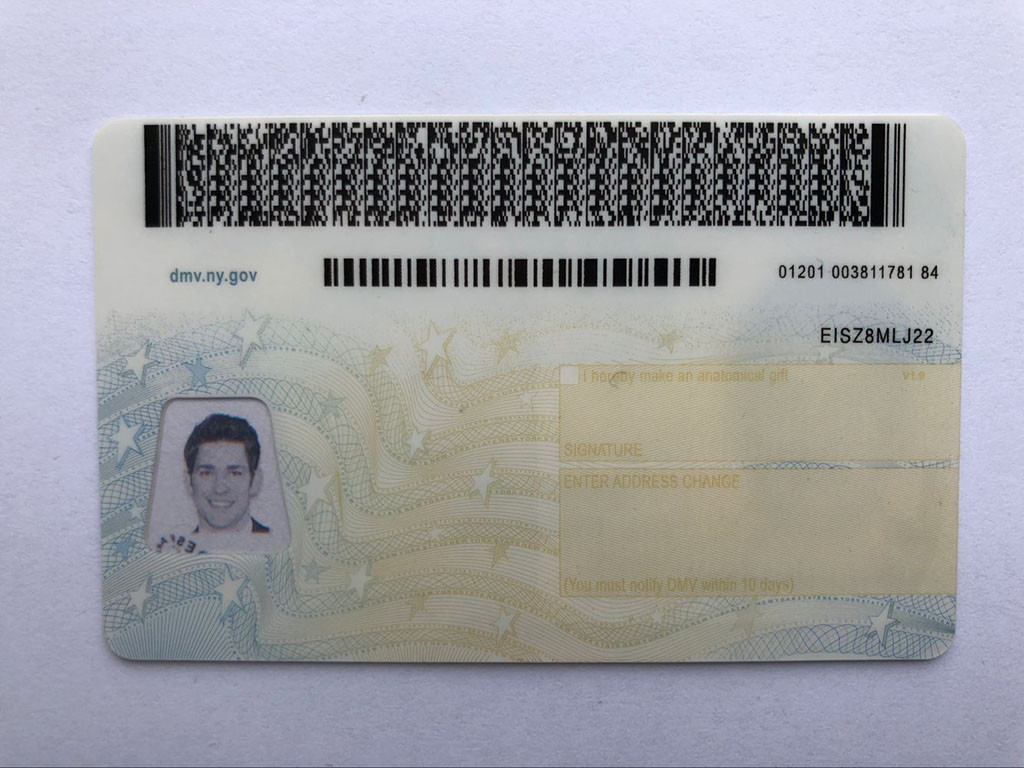 dmv.ny.gov
01201 003811781 84
EISZ8MLJ22
I hereby make an anatomical gift
V1.0
SIGNATURE
ENTER ADDRESS CHANGE
(You must notify DMV within 10 days)